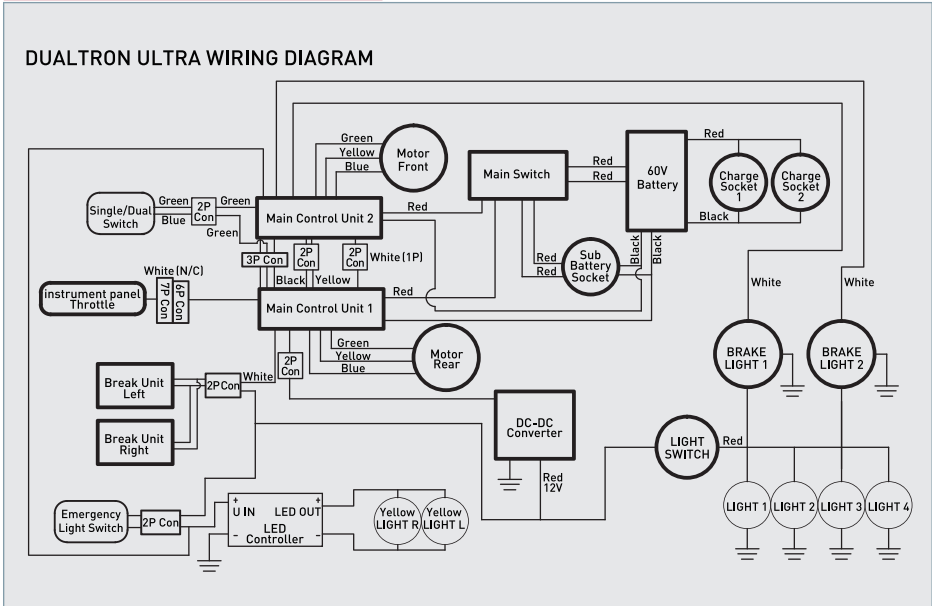 DUALTRON ULTRA WIRING DIAGRAM
Green
Yellow
Blue
Motor
Front
Main Switch
Red
Red
60V
Battery
Red
Black
Charge
Socket
1
Charge
Socket
2
Single/Dual
Switch
Green
Blue
2P
Con
Green
Green
Main Control Unit 2
Red
3P Con
2P
Con
2P
Con
White(1P)
Black
Yellow
Red
Red
Sub
Battery
Socket
Black
Black
White
White
White(N/C)
instrument panel
Throttle
7P Con
6P Con
Main Control Unit 1
Red
Green
Yellow
Blue
Motor
Rear
2P
Con
BRAKE
LIGHT 1
BRAKE
LIGHT 2
Break Unit
Left
2P Con
White
Break Unit
Right
DC-DC
Converter
Red
12V
LIGHT
SWITCH
Red
Emergency
Light Switch
2P Con
+ +
U IN LED OUT
LED
- -
Controller
Yellow
LIGHT R
Yellow
LIGHT L
LIGHT 1
LIGHT 2
LIGHT 3
LIGHT 4